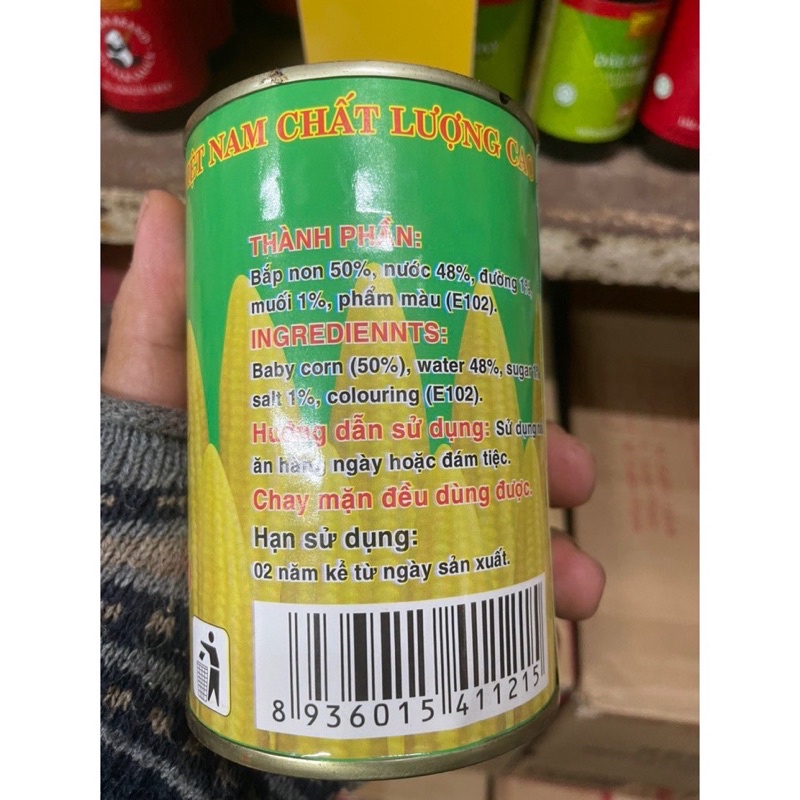 NAM CHẤT LƯỢNG CAO
THÀNH PHẦN:
Bắp non 50%, nước 48%, đường 1%,
muối 1%, phẩm màu (E102).
INGREDIENNTS:
Baby corn (50%), water 48%, sugar
salt 1%, colouring (E102).
Hướng dẫn sử dụng: Sử dụng
ăn hàng ngày hoặc đám tiệc.
Chay mặn đều dùng được.
Hạn sử dụng:
02 năm kể từ ngày sản xuất.
8 936015 411215